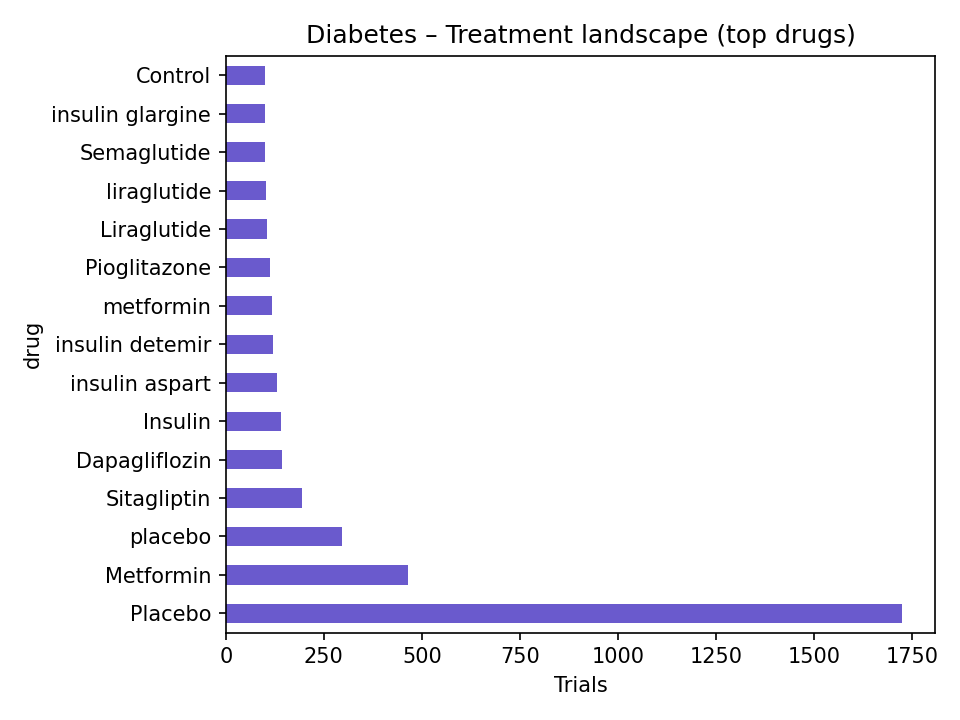 Diabetes – Treatment landscape (top drugs)
Control
insulin glargine
Semaglutide
liraglutide
Liraglutide
Pioglitazone
metformin
insulin detemir
insulin aspart
Insulin
Dapagliflozin
Sitagliptin
placebo
Metformin
Placebo
drug
0 250 500 750 1000 1250 1500 1750
Trials